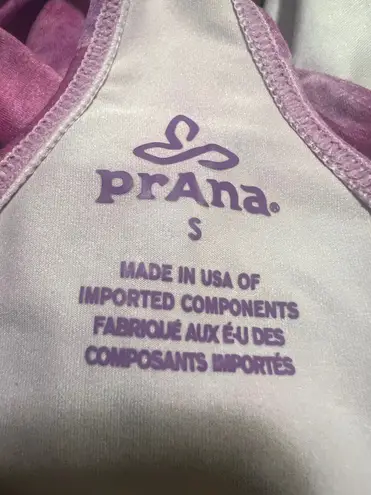 prAna®
S
MADE IN USA OF
IMPORTED COMPONENTS
FABRIQUÉ AUX É-U DES
COMPOSANTS IMPORTÉS